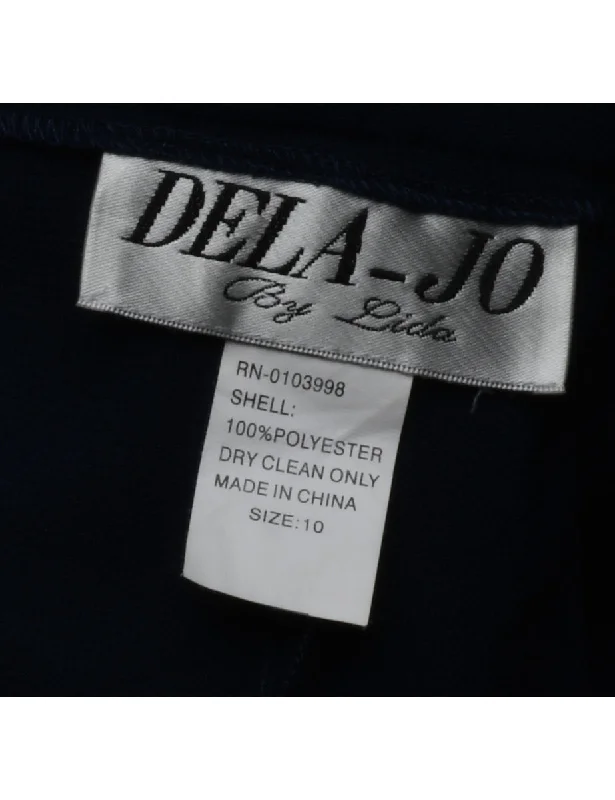 DELA-JO
By Lida
RN-0103998
SHELL:
100%POLYESTER
DRY CLEAN ONLY
MADE IN CHINA
SIZE:10